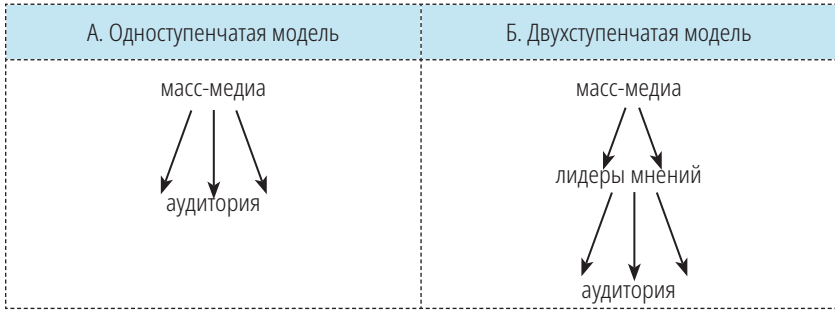 А. Одноступенчатая модель
Б. Двухступенчатая модель
масс-медиа
аудитория
масс-медиа
лидеры мнений
аудитория